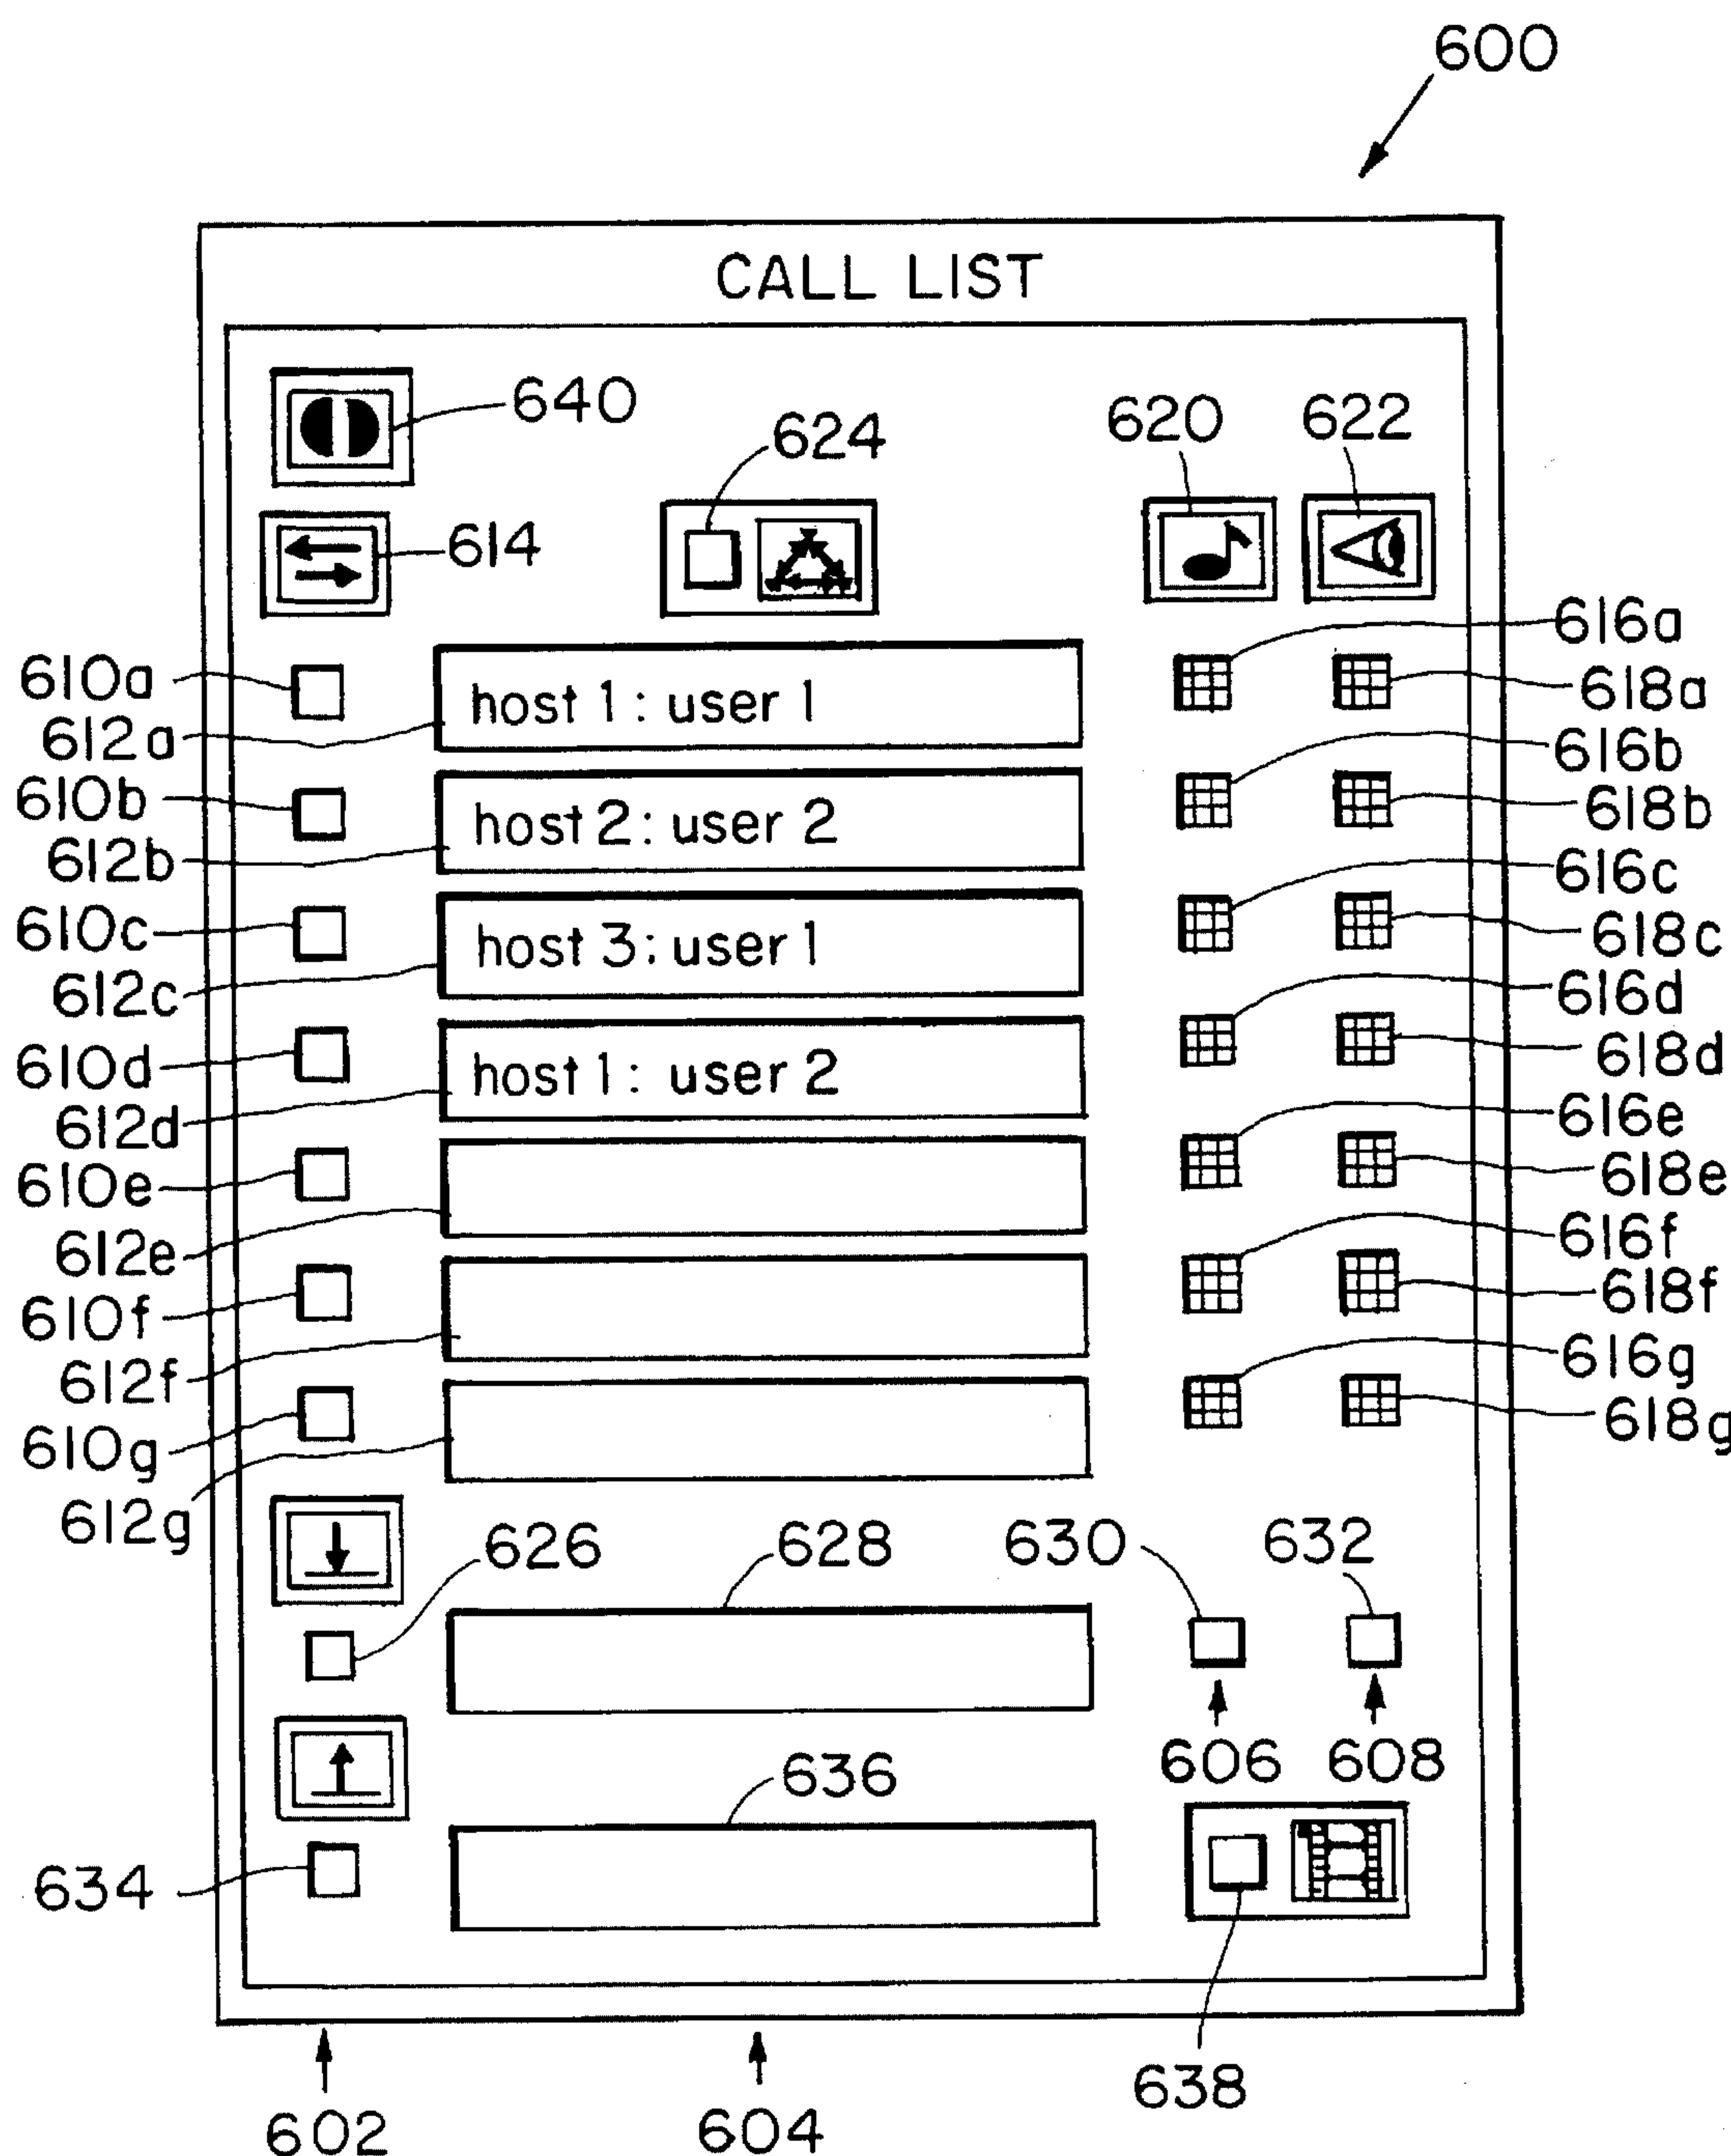 600
CALL LIST
640
624
620
622
614
616a
610a
host 1: user 1
618a
612a
616b
610b
host 2: user 2
618b
612b
616c
610c
host 3: user 1
618c
612c
616d
610d
host 1: user 2
618d
612d
616e
610e
618e
612e
616f
610f
618f
612f
616g
610g
618g
612g
626
628
630
632
606
608
636
634
638
602
604